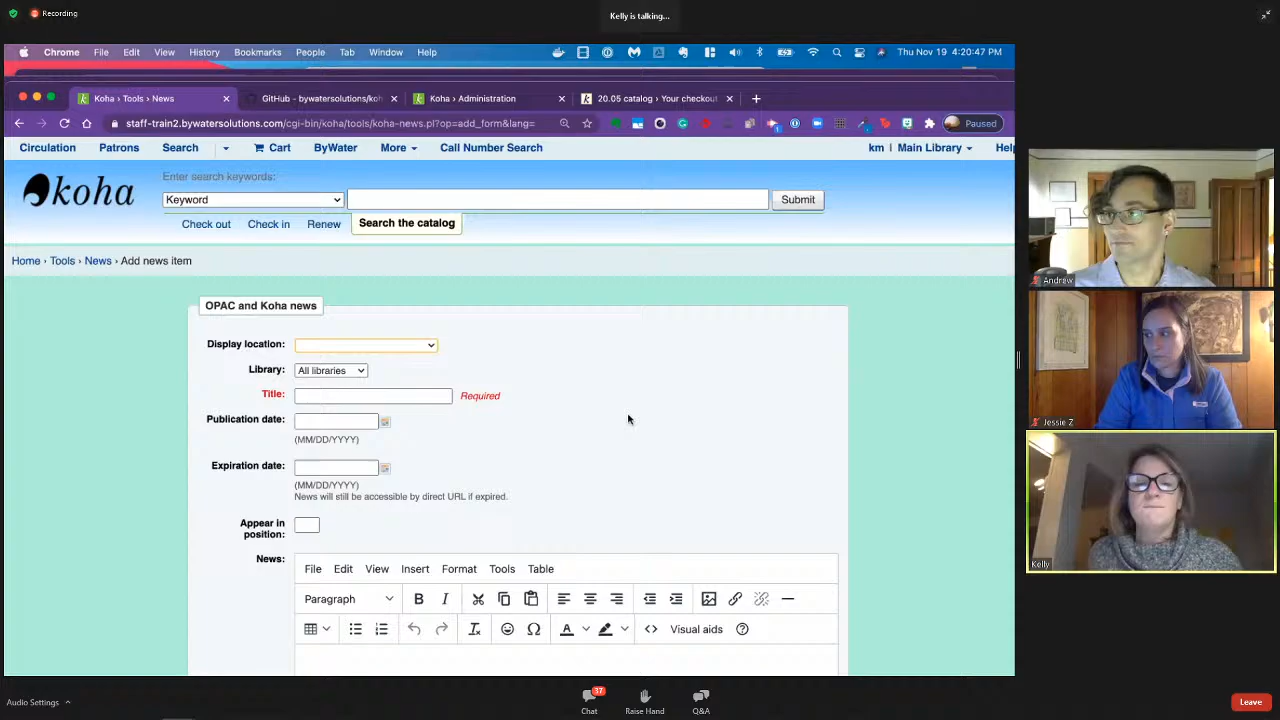 Recording
Kelly is talking...
Chrome File Edit View History Bookmarks People Tab Window Help Thu Nov 19 4:20:47 PM
Koha › Tools › News GitHub - bywatersolutions/koh Koha › Administration 20.05 catalog › Your checkout
staff-train2.bywatersolutions.com/cgi-bin/koha/tools/koha-news.pl?op=add_form&lang= Paused
Circulation Patrons Search Cart ByWater More Call Number Search km | Main Library Help
koha
Enter search keywords:
Keyword Submit
Check out Check in Renew Search the catalog
Home › Tools › News › Add news item
OPAC and Koha news
Display location:
Library: All libraries
Title: Required
Publication date:
(MM/DD/YYYY)
Expiration date:
(MM/DD/YYYY)
News will still be accessible by direct URL if expired.
Appear in
position:
News:
File Edit View Insert Format Tools Table
Paragraph B I
A Visual aids
Andrew
Jessie Z
Kelly
Audio Settings
37
Chat Raise Hand Q&A Leave